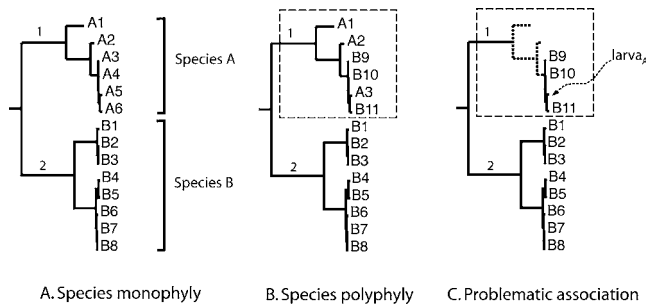 A1
1
A2
A3
A4
A5
A6
Species A
B1
B2
B3
2
B4
B5
B6
B7
B8
Species B
A. Species monophyly
A1
1
A2
B9
B10
A3
B11
B1
B2
B3
2
B4
B5
B6
B7
B8
B. Species polyphyly
1
B9
B10
larvaA
B11
B1
B2
B3
2
B4
B5
B6
B7
B8
C. Problematic association